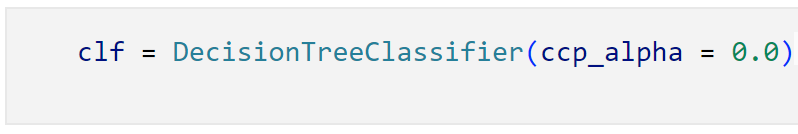 clf = DecisionTreeClassifier(ccp_alpha = 0.0)